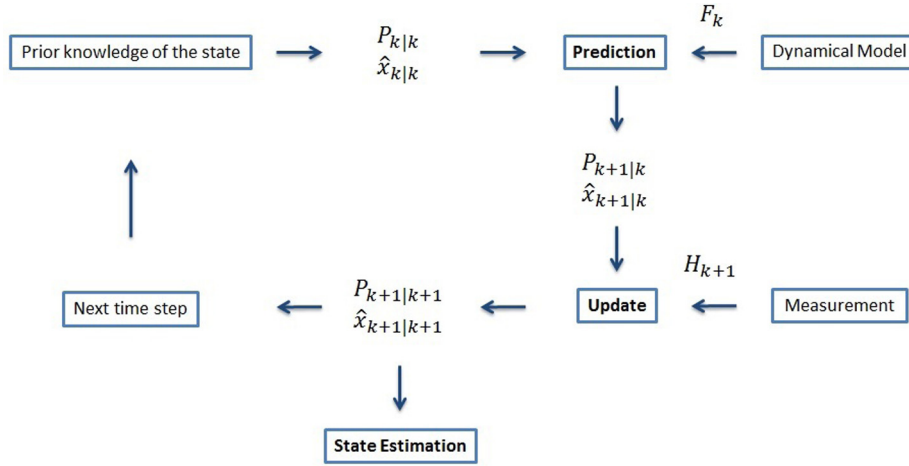 Prior knowledge of the state
P_{k|k}
x̂_{k|k}
Prediction
F_k
Dynamical Model
P_{k+1|k}
x̂_{k+1|k}
Next time step
P_{k+1|k+1}
x̂_{k+1|k+1}
Update
H_{k+1}
Measurement
State Estimation